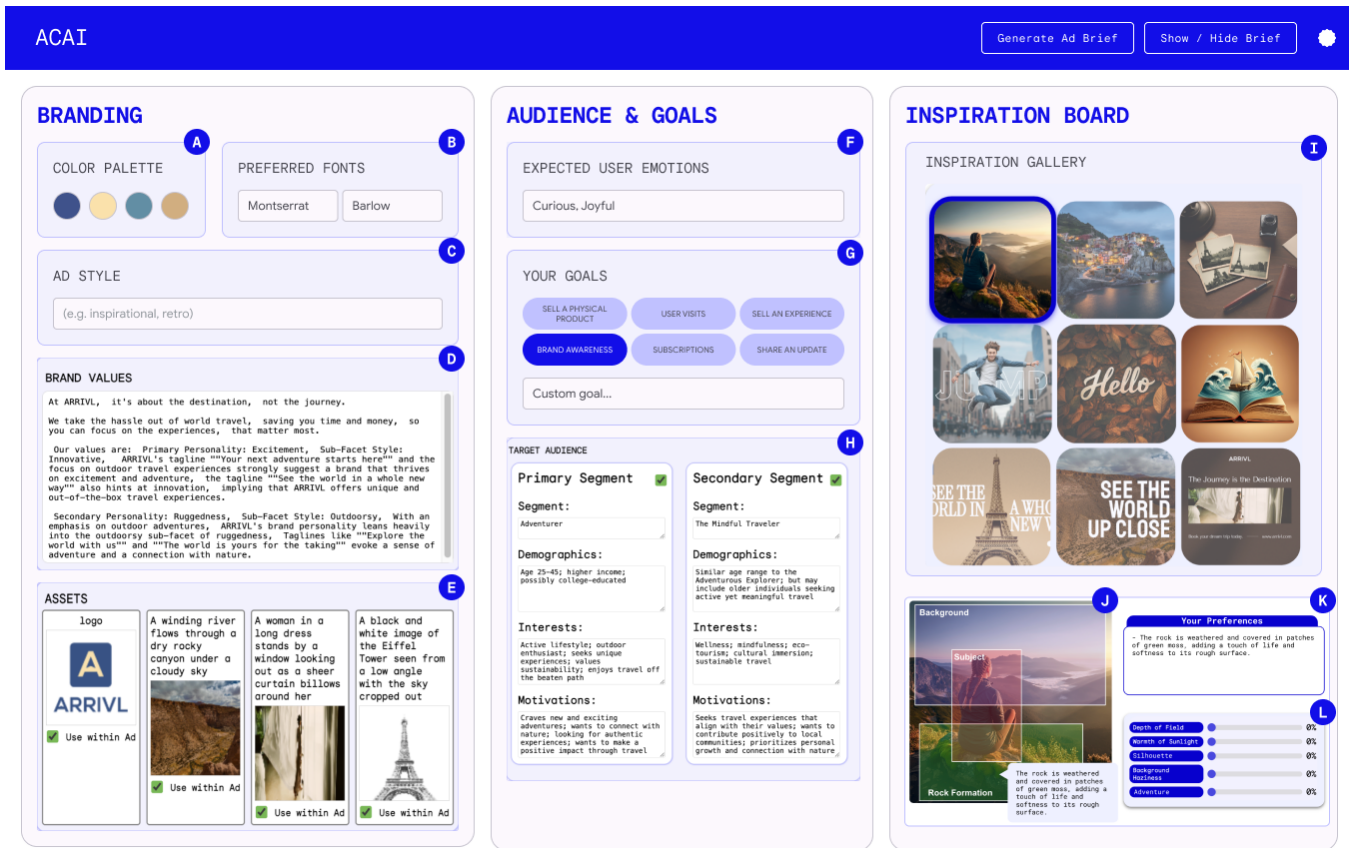 ACAI
Generate Ad Brief
Show / Hide Brief
BRANDING
A
COLOR PALETTE
B
PREFERRED FONTS
Montserrat
Barlow
C
AD STYLE
(e.g. inspirational, retro)
D
BRAND VALUES
At ARRIVL, it's about the destination, not the journey.
We take the hassle out of world travel, saving you time and money, so
you can focus on the experiences, that matter most.
Our values are: Primary Personality: Excitement, Sub-Facet Style:
Innovative, ARRIVL's tagline ""Your next adventure starts here"" and the
focus on outdoor travel experiences strongly suggest a brand that thrives
on excitement and adventure, the tagline ""See the world in a whole new
way"" also hints at innovation, implying that ARRIVL offers unique and
out-of-the-box travel experiences.
Secondary Personality: Ruggedness, Sub-Facet Style: Outdoorsy, With an
emphasis on outdoor adventures, ARRIVL's brand personality leans heavily
into the outdoorsy sub-facet of ruggedness, Taglines like ""Explore the
world with us"" and ""The world is yours for the taking"" evoke a sense of
adventure and a connection with nature.
E
ASSETS
logo
A
ARRIVL
Use within Ad
A winding river
flows through a
dry rocky
canyon under a
cloudy sky
Use within Ad
A woman in a
long dress
stands by a
window looking
out as a sheer
curtain billows
around her
Use within Ad
A black and
white image of
the Eiffel
Tower seen from
a low angle
with the sky
cropped out
Use within Ad
AUDIENCE & GOALS
F
EXPECTED USER EMOTIONS
Curious, Joyful
G
YOUR GOALS
SELL A PHYSICAL
PRODUCT
USER VISITS
SELL AN EXPERIENCE
BRAND AWARENESS
SUBSCRIPTIONS
SHARE AN UPDATE
Custom goal...
H
TARGET AUDIENCE
Primary Segment
Segment:
Adventurer
Demographics:
Age 25-45; higher income;
possibly college-educated
Interests:
Active lifestyle; outdoor
enthusiast; seeks unique
experiences; values
sustainability; enjoys travel off
the beaten path
Motivations:
Craves new and exciting
adventures; wants to connect with
nature; looking for authentic
experiences; wants to make a
positive impact through travel
Secondary Segment
Segment:
The Mindful Traveler
Demographics:
Similar age range to the
Adventurous Explorer; but may
include older individuals seeking
active yet meaningful travel
Interests:
Wellness; mindfulness; eco-
tourism; cultural immersion;
sustainable travel
Motivations:
Seeks travel experiences that
align with their values; wants to
contribute positively to local
communities; prioritizes personal
growth and connection with nature
INSPIRATION BOARD
I
INSPIRATION GALLERY
JUMP
Hello
SEE THE
ORLD IN
A WHO
NEW
SEE THE
WORLD
UP CLOSE
ARRIVL
The Journey is the Destination
Book your dream trip today
www.arrivl.com
J
Background
Subject
Rock Formation
The rock is weathered
and covered in patches
of green moss, adding a
touch of life and
softness to its rough
surface.
K
Your Preferences
- The rock is weathered and covered in patches
of green moss, adding a touch of life and
softness to its rough surface.
L
Depth of Field 0%
Warmth of Sunlight 0%
Silhouette 0%
Background
Haziness 0%
Adventure 0%